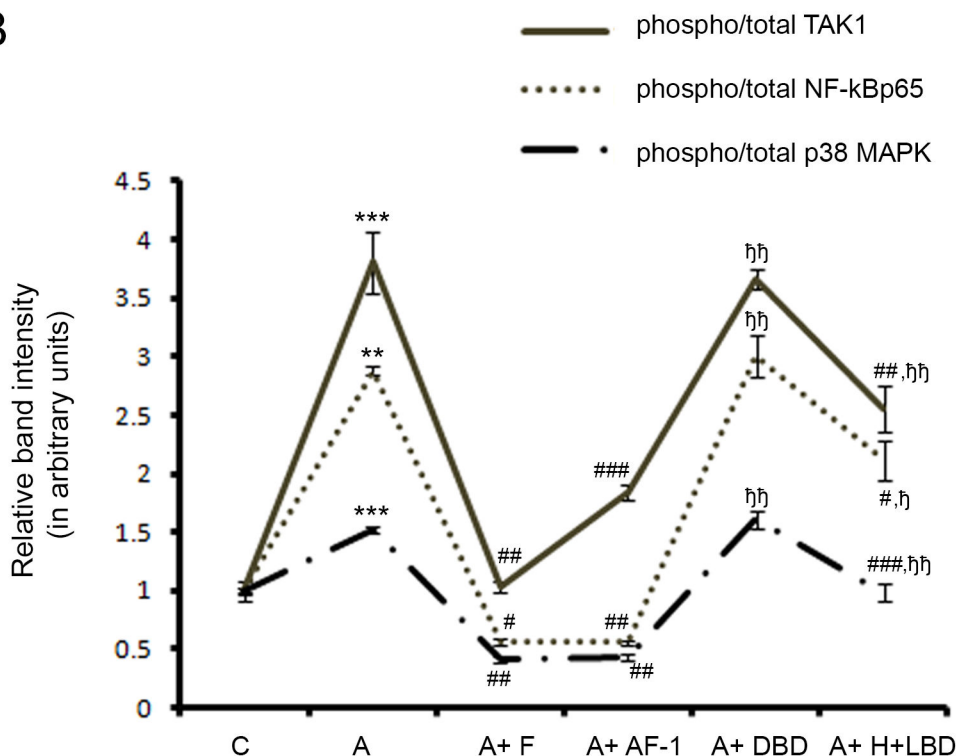 B
phospho/total TAK1
phospho/total NF-kBp65
phospho/total p38 MAPK
Relative band intensity
(in arbitrary units)
4.5
4
3.5
3
2.5
2
1.5
1
0.5
0
***
**
***
##
#
##
###
##
##
ђђ
ђђ
ђђ
##,ђђ
#,ђ
###,ђђ
C A A+ F A+ AF-1 A+ DBD A+ H+LBD